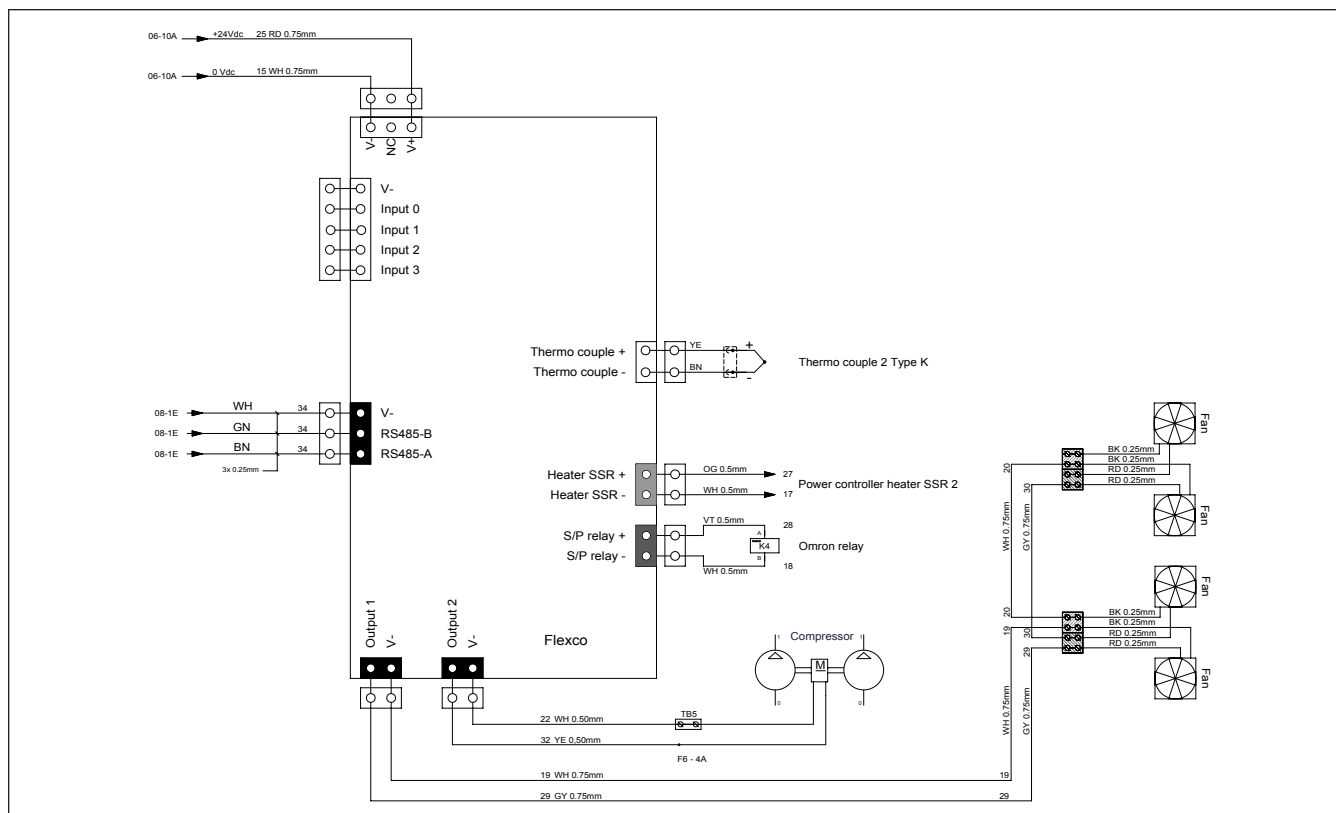 06-10A +24Vdc 25 RD 0.75mm
06-10A 0 Vdc 15 WH 0.75mm
V-
NC
V+
V-
Input 0
Input 1
Input 2
Input 3
Thermo couple + YE +
Thermo couple 2 Type K
Thermo couple - BN -
08-1E WH 34 V-
08-1E GN 34 RS485-B
08-1E BN 34 RS485-A
3x 0.25mm
Heater SSR + OG 0.5mm 27
Power controller heater SSR 2
Heater SSR - WH 0.5mm 17
S/P relay + VT 0.5mm 28
A
K4 Omron relay
B
S/P relay - WH 0.5mm 18
Output 1
V-
Output 2
V-
Flexco
Compressor
1
1
M
0
0
22 WH 0.50mm TB5
32 YE 0,50mm
F6 - 4A
19 WH 0.75mm 19
29 GY 0.75mm 29
Fan
BK 0.25mm
BK 0.25mm
RD 0.25mm
RD 0.25mm
20
30
Fan
WH 0.75mm
GY 0.75mm
Fan
20
19
30
29
BK 0.25mm
BK 0.25mm
RD 0.25mm
RD 0.25mm
Fan
WH 0.75mm
GY 0.75mm